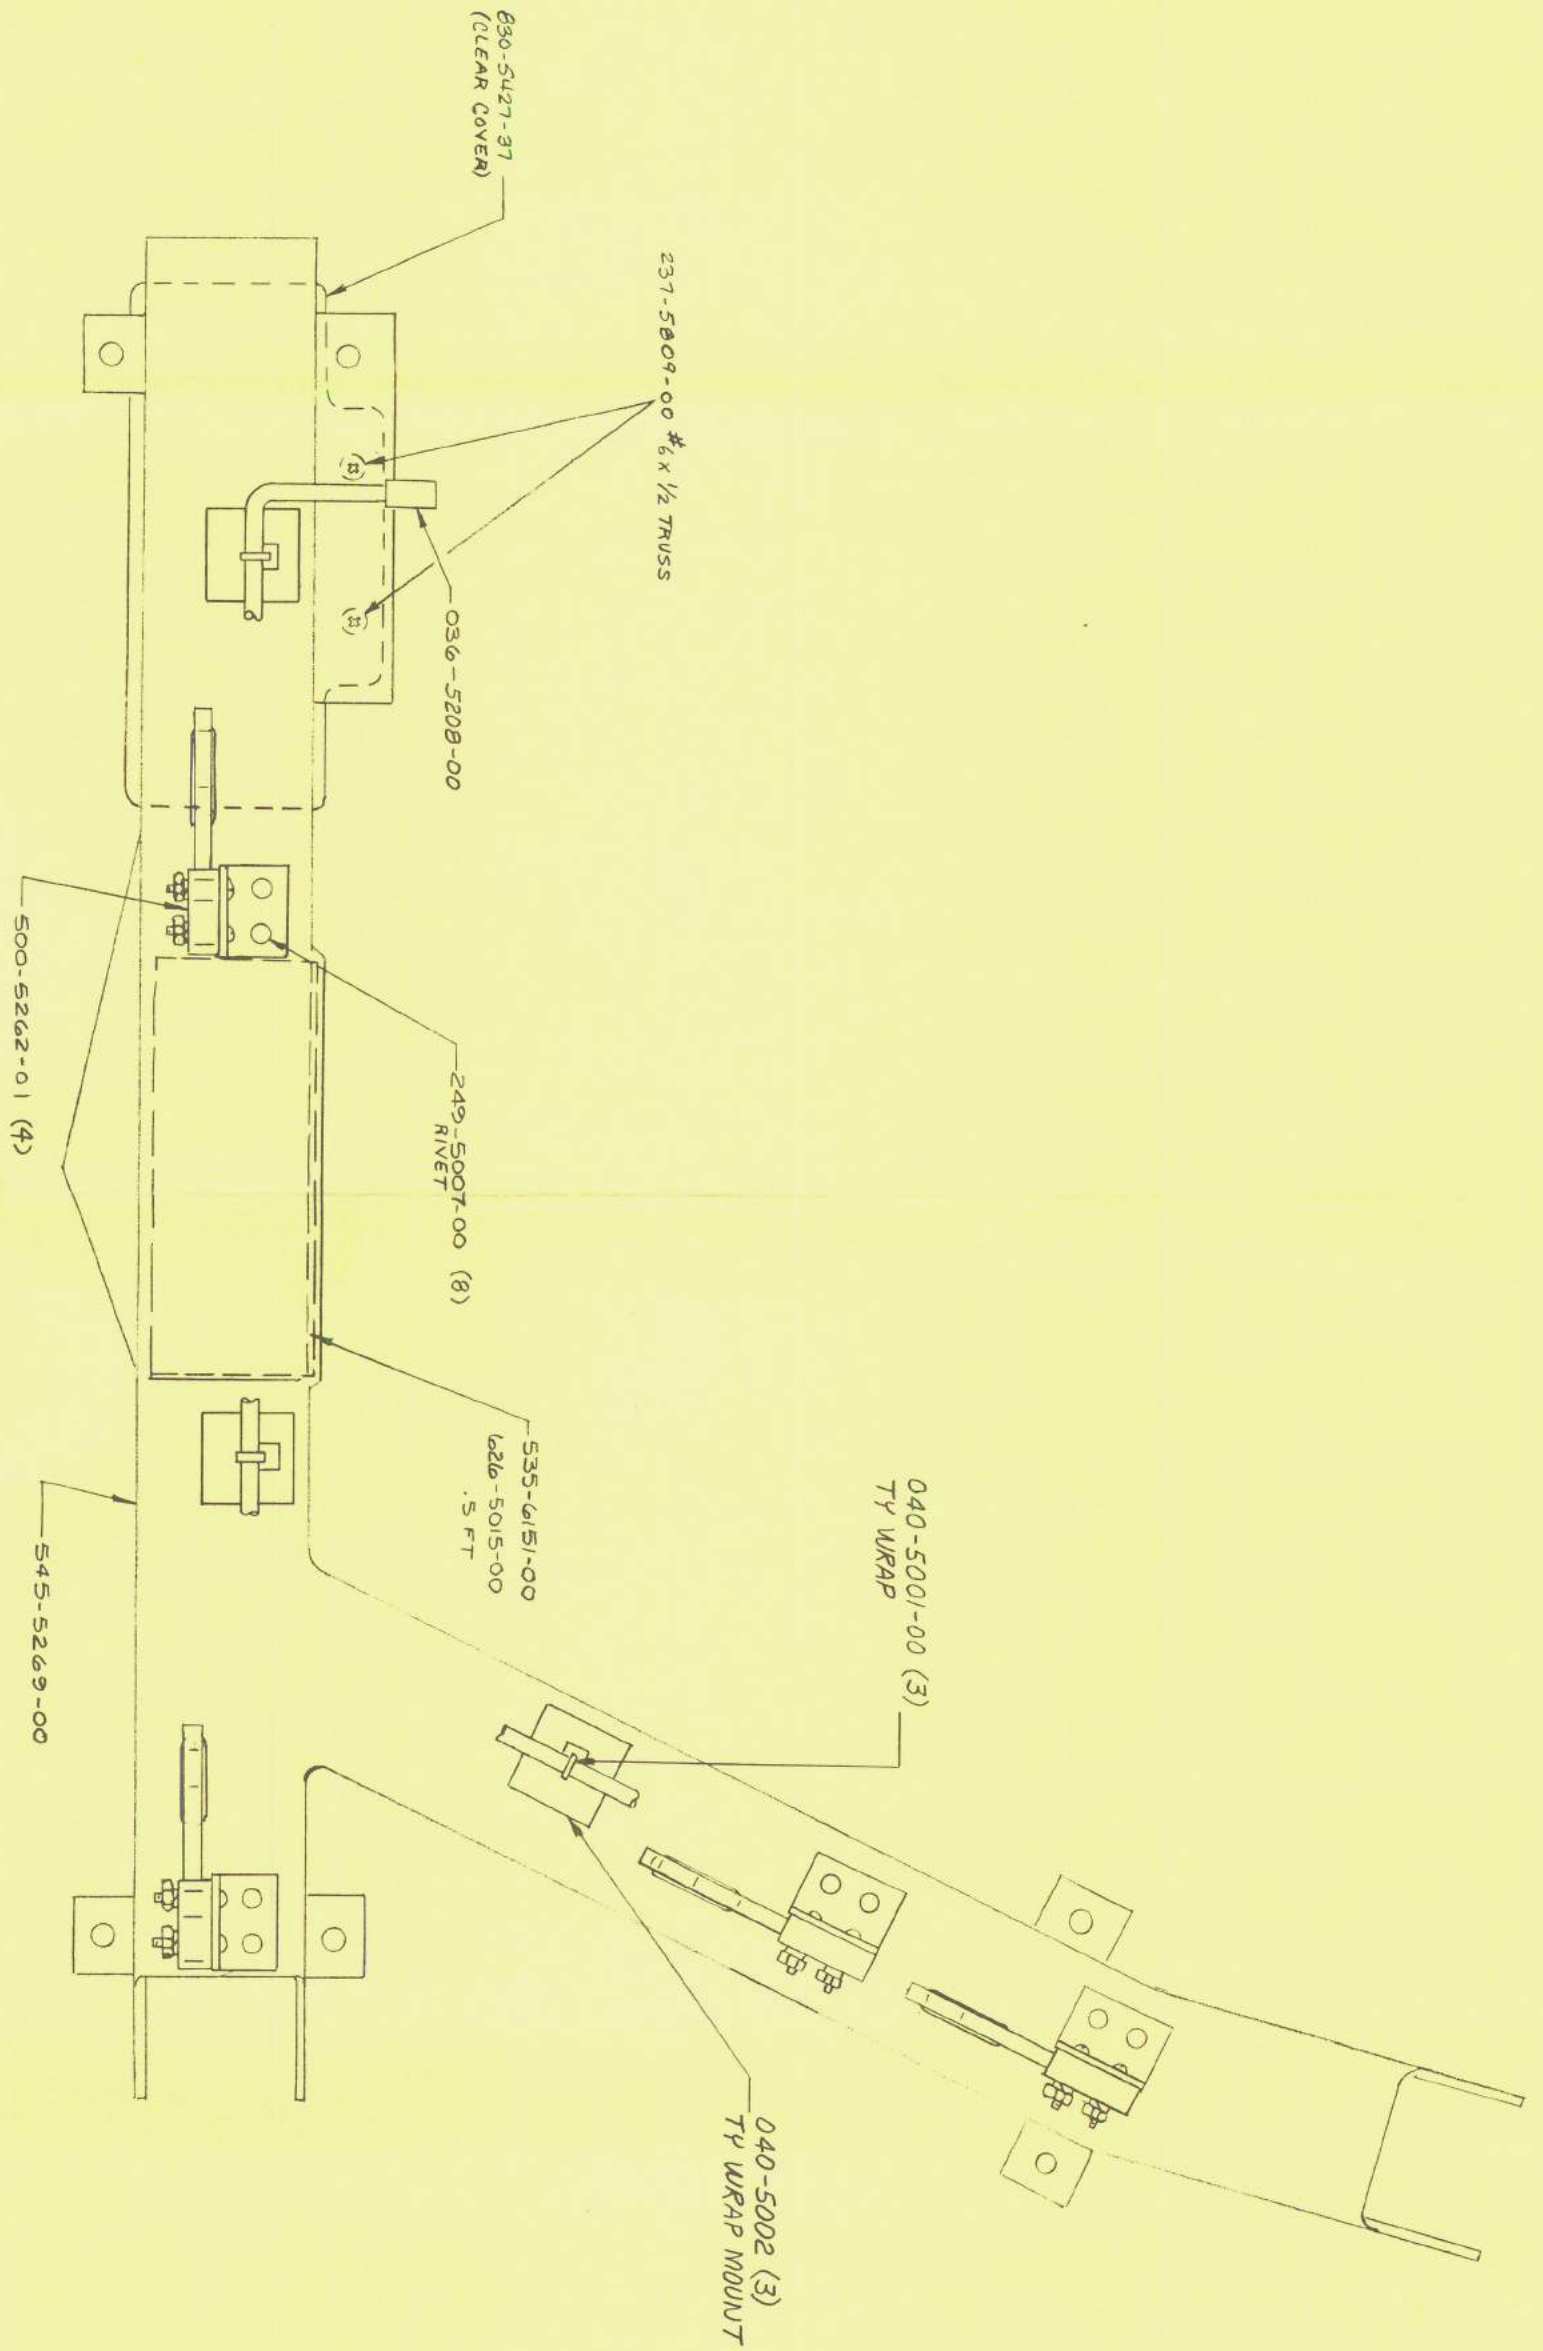 830-5427-37
(CLEAR COVER)
237-5809-00 #6 x 1/2 TRUSS
036-5208-00
500-5262-01 (4)
249-5007-00 (8)
RIVET
535-6151-00
626-5015-00
.5 FT
545-5269-00
040-5001-00 (3)
TY WRAP
040-5002 (3)
TY WRAP MOUNT